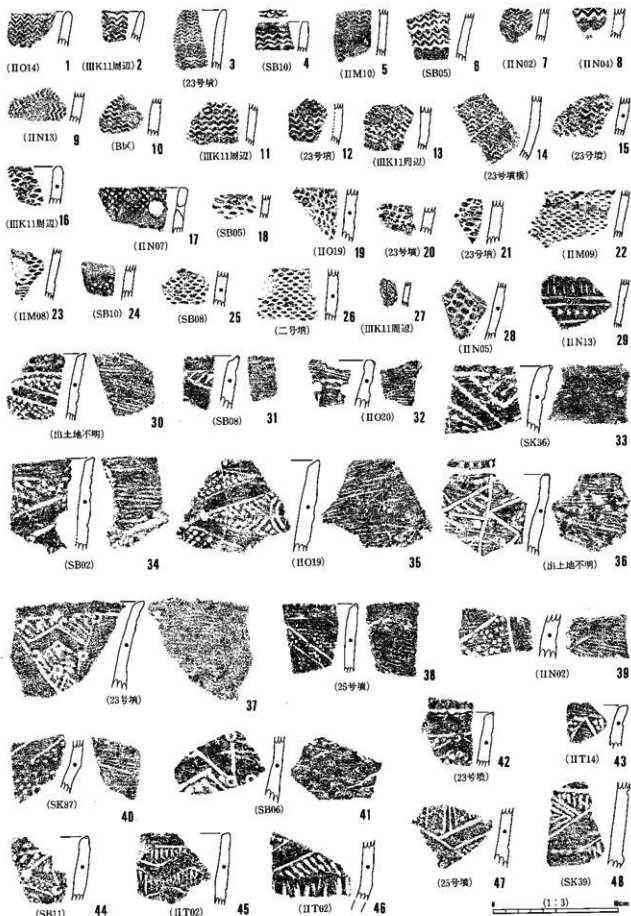 (IIO14) 1 (IIIK11周辺) 2 (23号墳) 3 (SB10) 4 (IIM10) 5 (SB05) 6 (IIN02) 7 (IIN04) 8
(IIN13) 9 (B区) 10 (IIIK11周辺) 11 (23号墳) 12 (IIIK11周辺) 13 (23号墳横) 14 (23号墳) 15
(IIIK11周辺) 16 (IIN07) 17 (SB05) 18 (IIO19) 19 (23号墳) 20 (23号墳) 21 (IIM09) 22
(IIM08) 23 (SB10) 24 (SB08) 25 (二号墳) 26 (IIIK11周辺) 27 (IIN05) 28 (IIN13) 29
(出土地不明) 30 (SB08) 31 (IIO20) 32 (SK36) 33
(SB02) 34 (IIO19) 35 (出土地不明) 36
(23号墳) 37 (25号墳) 38 (IIN02) 39
(SK87) 40 (SB06) 41 (23号墳) 42 (IIT14) 43
(SB11) 44 (IIT02) 45 (IIT02) 46 (25号墳) 47 (SK39) 48
0 (1:3) 10cm